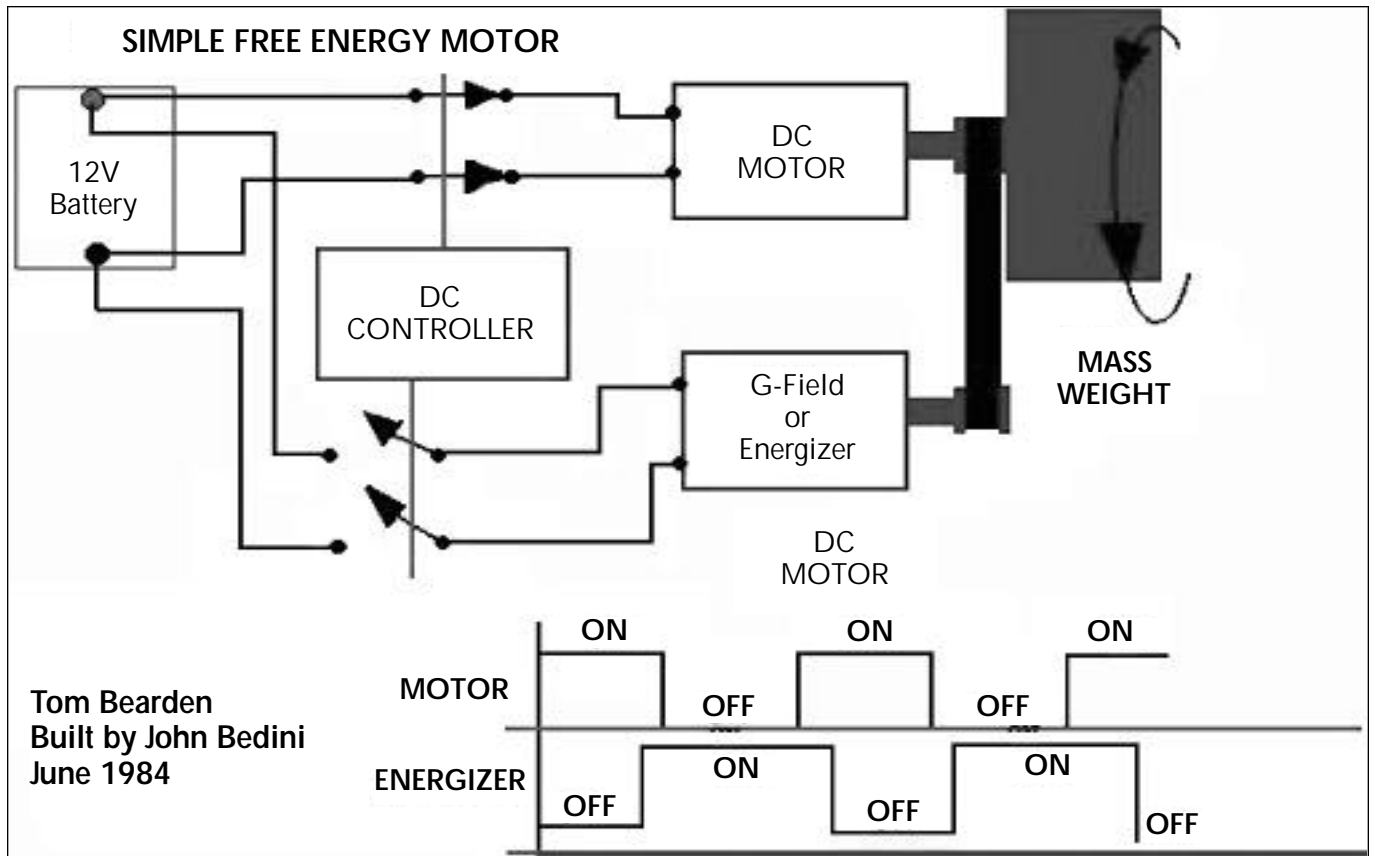 SIMPLE FREE ENERGY MOTOR
12V
Battery
DC
MOTOR
DC
CONTROLLER
G-Field
or
Energizer
MASS
WEIGHT
DC
MOTOR
ON
ON
ON
MOTOR
OFF
OFF
ENERGIZER
ON
ON
OFF
OFF
OFF
Tom Bearden
Built by John Bedini
June 1984